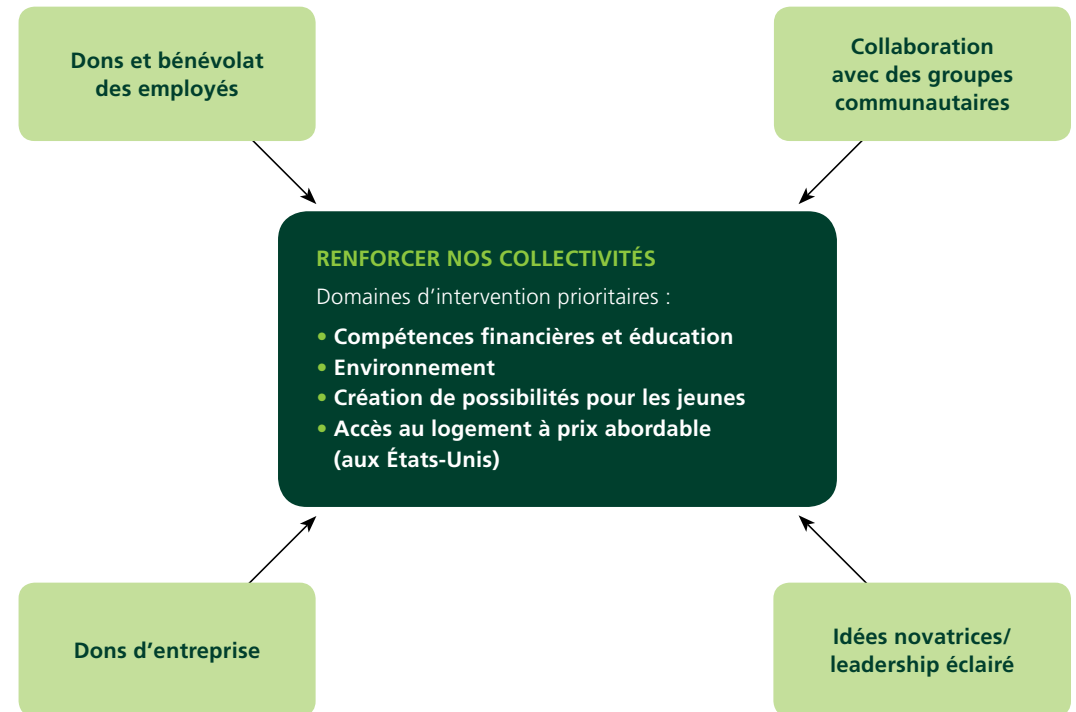 Dons et bénévolat
des employés
Collaboration
avec des groupes
communautaires
RENFORCER NOS COLLECTIVITÉS
Domaines d’intervention prioritaires :
• Compétences financières et éducation
• Environnement
• Création de possibilités pour les jeunes
• Accès au logement à prix abordable
(aux États-Unis)
Dons d’entreprise
Idées novatrices/
leadership éclairé